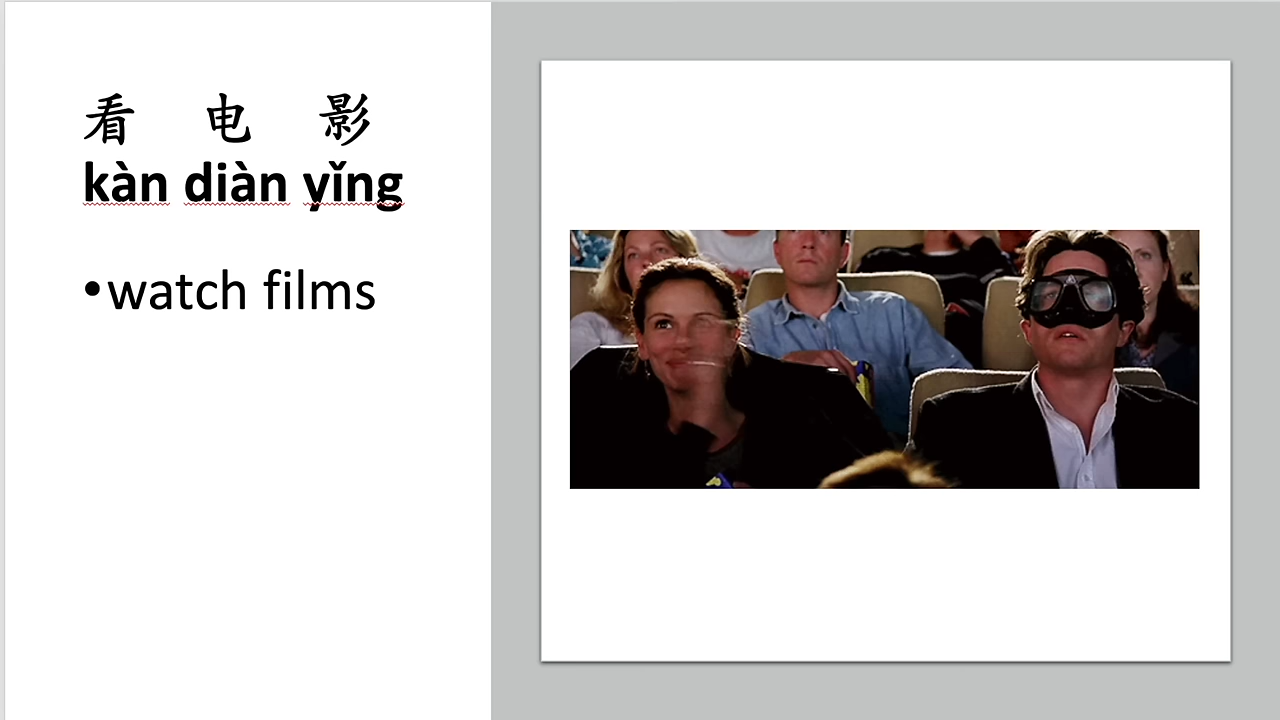 看 电 影
kàn diàn yǐng
•watch films